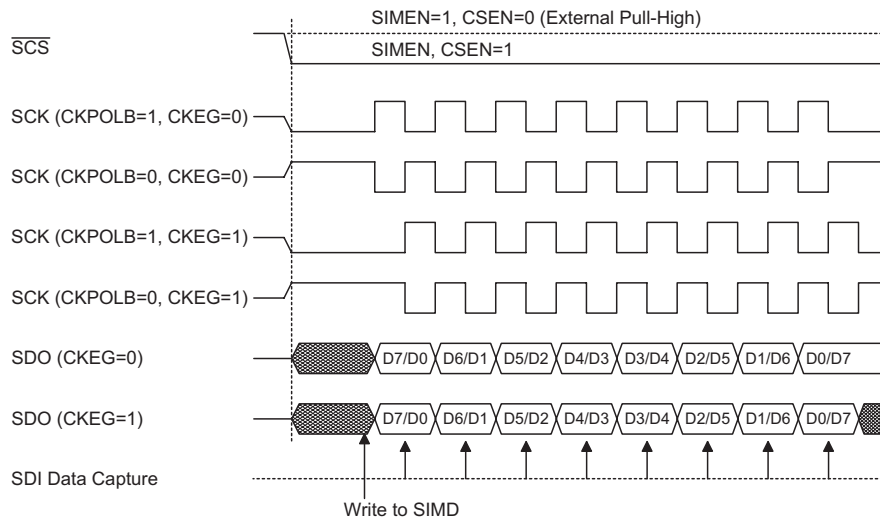 SIMEN=1, CSEN=0 (External Pull-High)
SCS
SIMEN, CSEN=1
SCK (CKPOLB=1, CKEG=0)
SCK (CKPOLB=0, CKEG=0)
SCK (CKPOLB=1, CKEG=1)
SCK (CKPOLB=0, CKEG=1)
SDO (CKEG=0) D7/D0 D6/D1 D5/D2 D4/D3 D3/D4 D2/D5 D1/D6 D0/D7
SDO (CKEG=1) D7/D0 D6/D1 D5/D2 D4/D3 D3/D4 D2/D5 D1/D6 D0/D7
SDI Data Capture
Write to SIMD